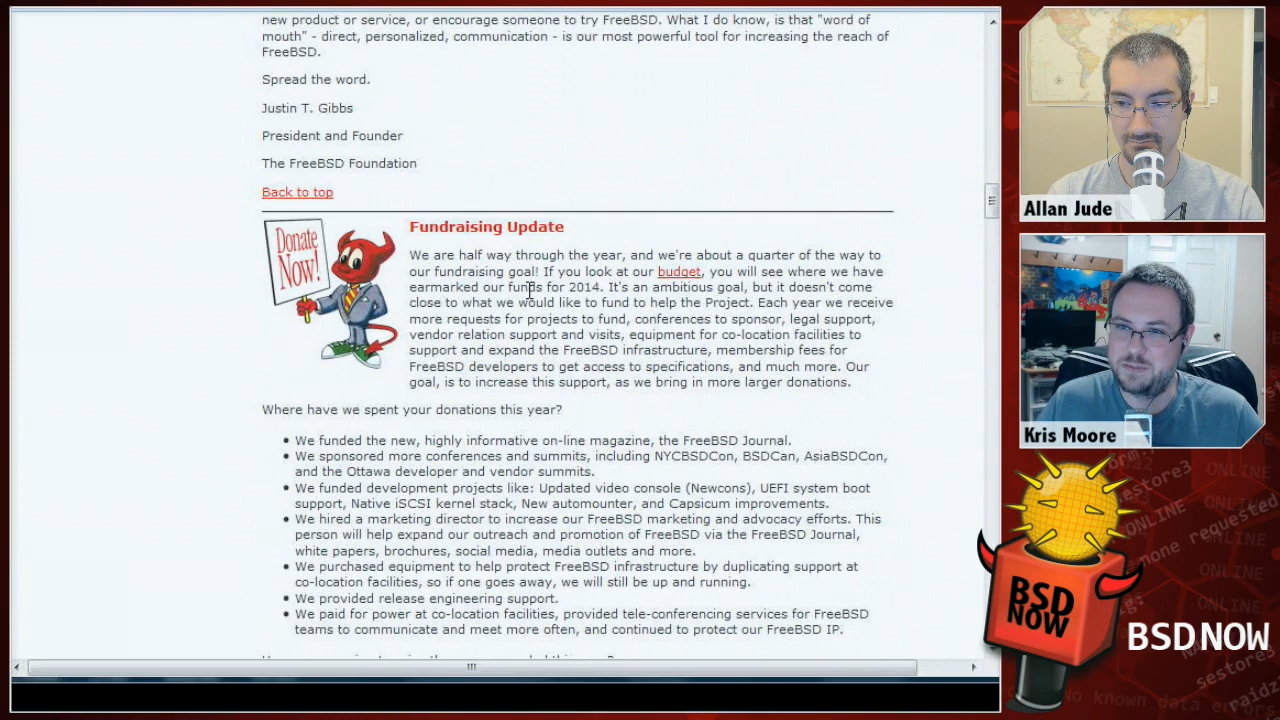 new product or service, or encourage someone to try FreeBSD. What I do know, is that "word of
mouth" - direct, personalized, communication - is our most powerful tool for increasing the reach of
FreeBSD.
Spread the word.
Justin T. Gibbs
President and Founder
The FreeBSD Foundation
Back to top
Donate
Now!
Fundraising Update
We are half way through the year, and we're about a quarter of the way to
our fundraising goal! If you look at our budget, you will see where we have
earmarked our funds for 2014. It's an ambitious goal, but it doesn't come
close to what we would like to fund to help the Project. Each year we receive
more requests for projects to fund, conferences to sponsor, legal support,
vendor relation support and visits, equipment for co-location facilities to
support and expand the FreeBSD infrastructure, membership fees for
FreeBSD developers to get access to specifications, and much more. Our
goal, is to increase this support, as we bring in more larger donations.
Where have we spent your donations this year?
• We funded the new, highly informative on-line magazine, the FreeBSD Journal.
• We sponsored more conferences and summits, including NYCBSDCon, BSDCan, AsiaBSDCon,
and the Ottawa developer and vendor summits.
• We funded development projects like: Updated video console (Newcons), UEFI system boot
support, Native iSCSI kernel stack, New automounter, and Capsicum improvements.
• We hired a marketing director to increase our FreeBSD marketing and advocacy efforts. This
person will help expand our outreach and promotion of FreeBSD via the FreeBSD Journal,
white papers, brochures, social media, media outlets and more.
• We purchased equipment to help protect FreeBSD infrastructure by duplicating support at
co-location facilities, so if one goes away, we will still be up and running.
• We provided release engineering support.
• We paid for power at co-location facilities, provided tele-conferencing services for FreeBSD
teams to communicate and meet more often, and continued to protect our FreeBSD IP.
Allan Jude
Kris Moore
BSD
NOW
BSD NOW
ONLINE
estore3
ONLINE
none requested
ONLINE
ONLINE
ONLINE
sestore3
No known data
raidz